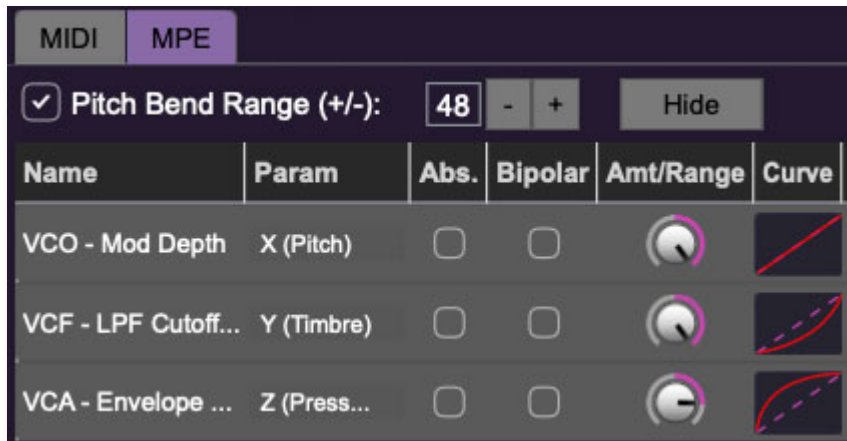 MIDI MPE
Pitch Bend Range (+/-): 48 - + Hide
Name Param Abs. Bipolar Amt/Range Curve
VCO - Mod Depth X (Pitch)
VCF - LPF Cutoff... Y (Timbre)
VCA - Envelope ... Z (Press...